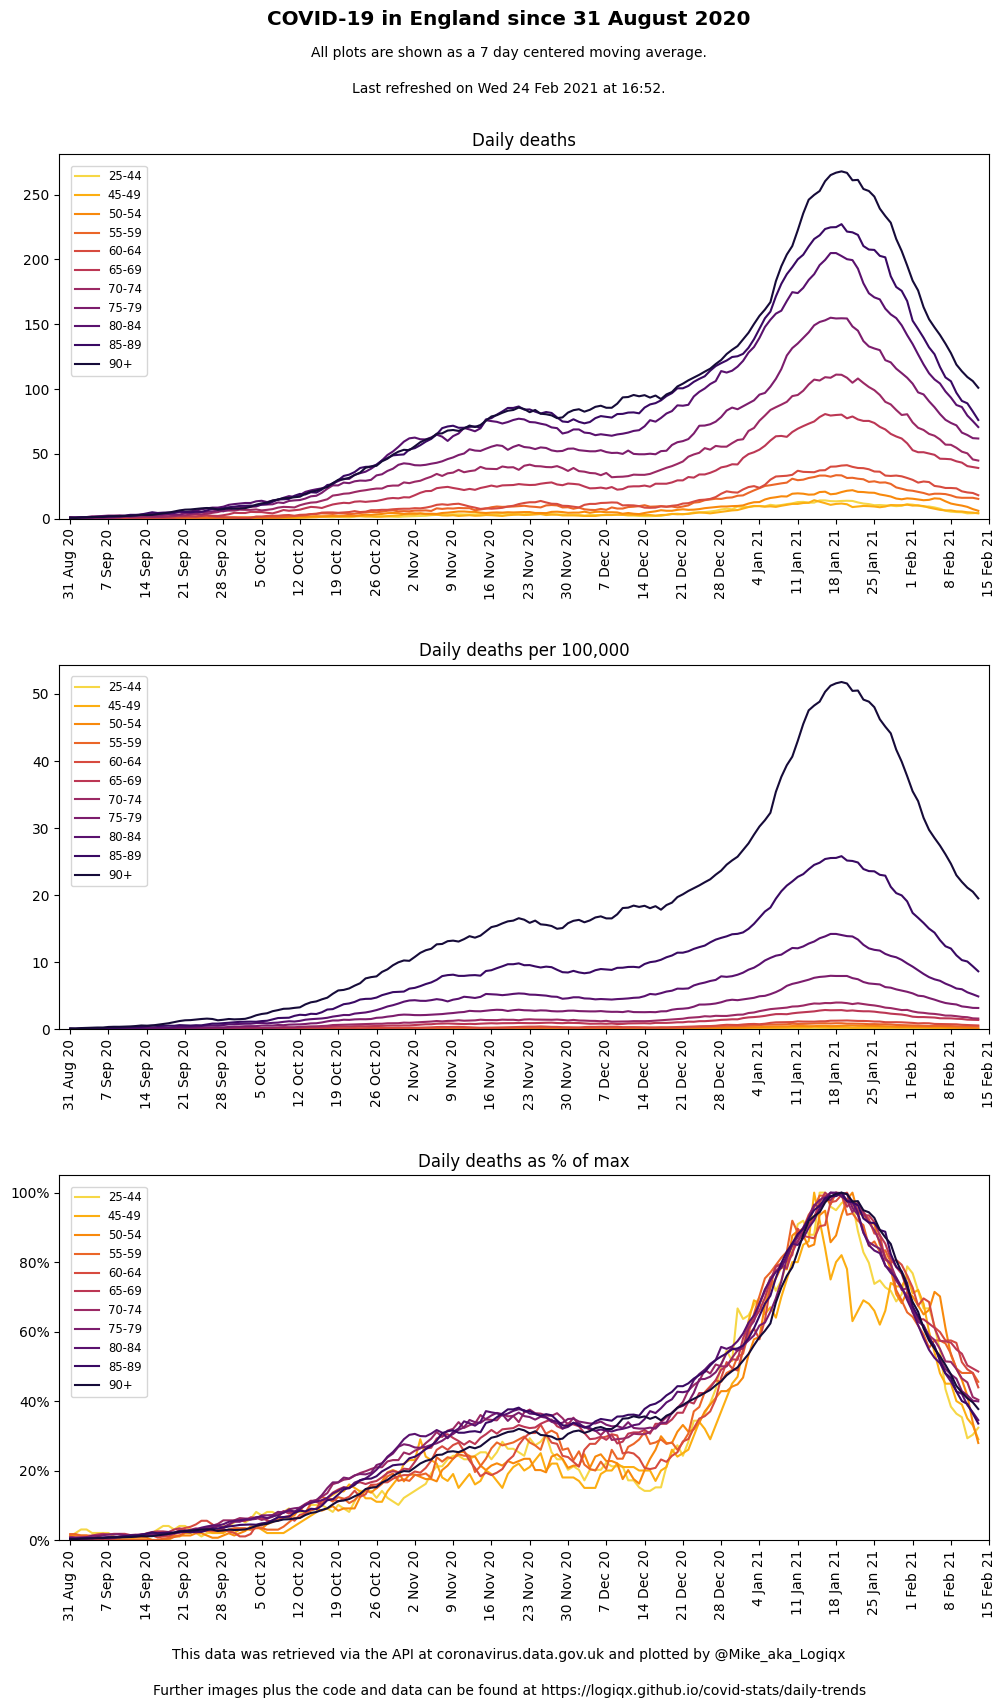 COVID-19 in England since 31 August 2020
All plots are shown as a 7 day centered moving average.
Last refreshed on Wed 24 Feb 2021 at 16:52.
Daily deaths
25-44
45-49
50-54
55-59
60-64
65-69
70-74
75-79
80-84
85-89
90+
250
200
150
100
50
0
31 Aug 20
7 Sep 20
14 Sep 20
21 Sep 20
28 Sep 20
5 Oct 20
12 Oct 20
19 Oct 20
26 Oct 20
2 Nov 20
9 Nov 20
16 Nov 20
23 Nov 20
30 Nov 20
7 Dec 20
14 Dec 20
21 Dec 20
28 Dec 20
4 Jan 21
11 Jan 21
18 Jan 21
25 Jan 21
1 Feb 21
8 Feb 21
15 Feb 21
Daily deaths per 100,000
25-44
45-49
50-54
55-59
60-64
65-69
70-74
75-79
80-84
85-89
90+
50
40
30
20
10
0
31 Aug 20
7 Sep 20
14 Sep 20
21 Sep 20
28 Sep 20
5 Oct 20
12 Oct 20
19 Oct 20
26 Oct 20
2 Nov 20
9 Nov 20
16 Nov 20
23 Nov 20
30 Nov 20
7 Dec 20
14 Dec 20
21 Dec 20
28 Dec 20
4 Jan 21
11 Jan 21
18 Jan 21
25 Jan 21
1 Feb 21
8 Feb 21
15 Feb 21
Daily deaths as % of max
25-44
45-49
50-54
55-59
60-64
65-69
70-74
75-79
80-84
85-89
90+
100%
80%
60%
40%
20%
0%
31 Aug 20
7 Sep 20
14 Sep 20
21 Sep 20
28 Sep 20
5 Oct 20
12 Oct 20
19 Oct 20
26 Oct 20
2 Nov 20
9 Nov 20
16 Nov 20
23 Nov 20
30 Nov 20
7 Dec 20
14 Dec 20
21 Dec 20
28 Dec 20
4 Jan 21
11 Jan 21
18 Jan 21
25 Jan 21
1 Feb 21
8 Feb 21
15 Feb 21
This data was retrieved via the API at coronavirus.data.gov.uk and plotted by @Mike_aka_Logiqx
Further images plus the code and data can be found at https://logiqx.github.io/covid-stats/daily-trends